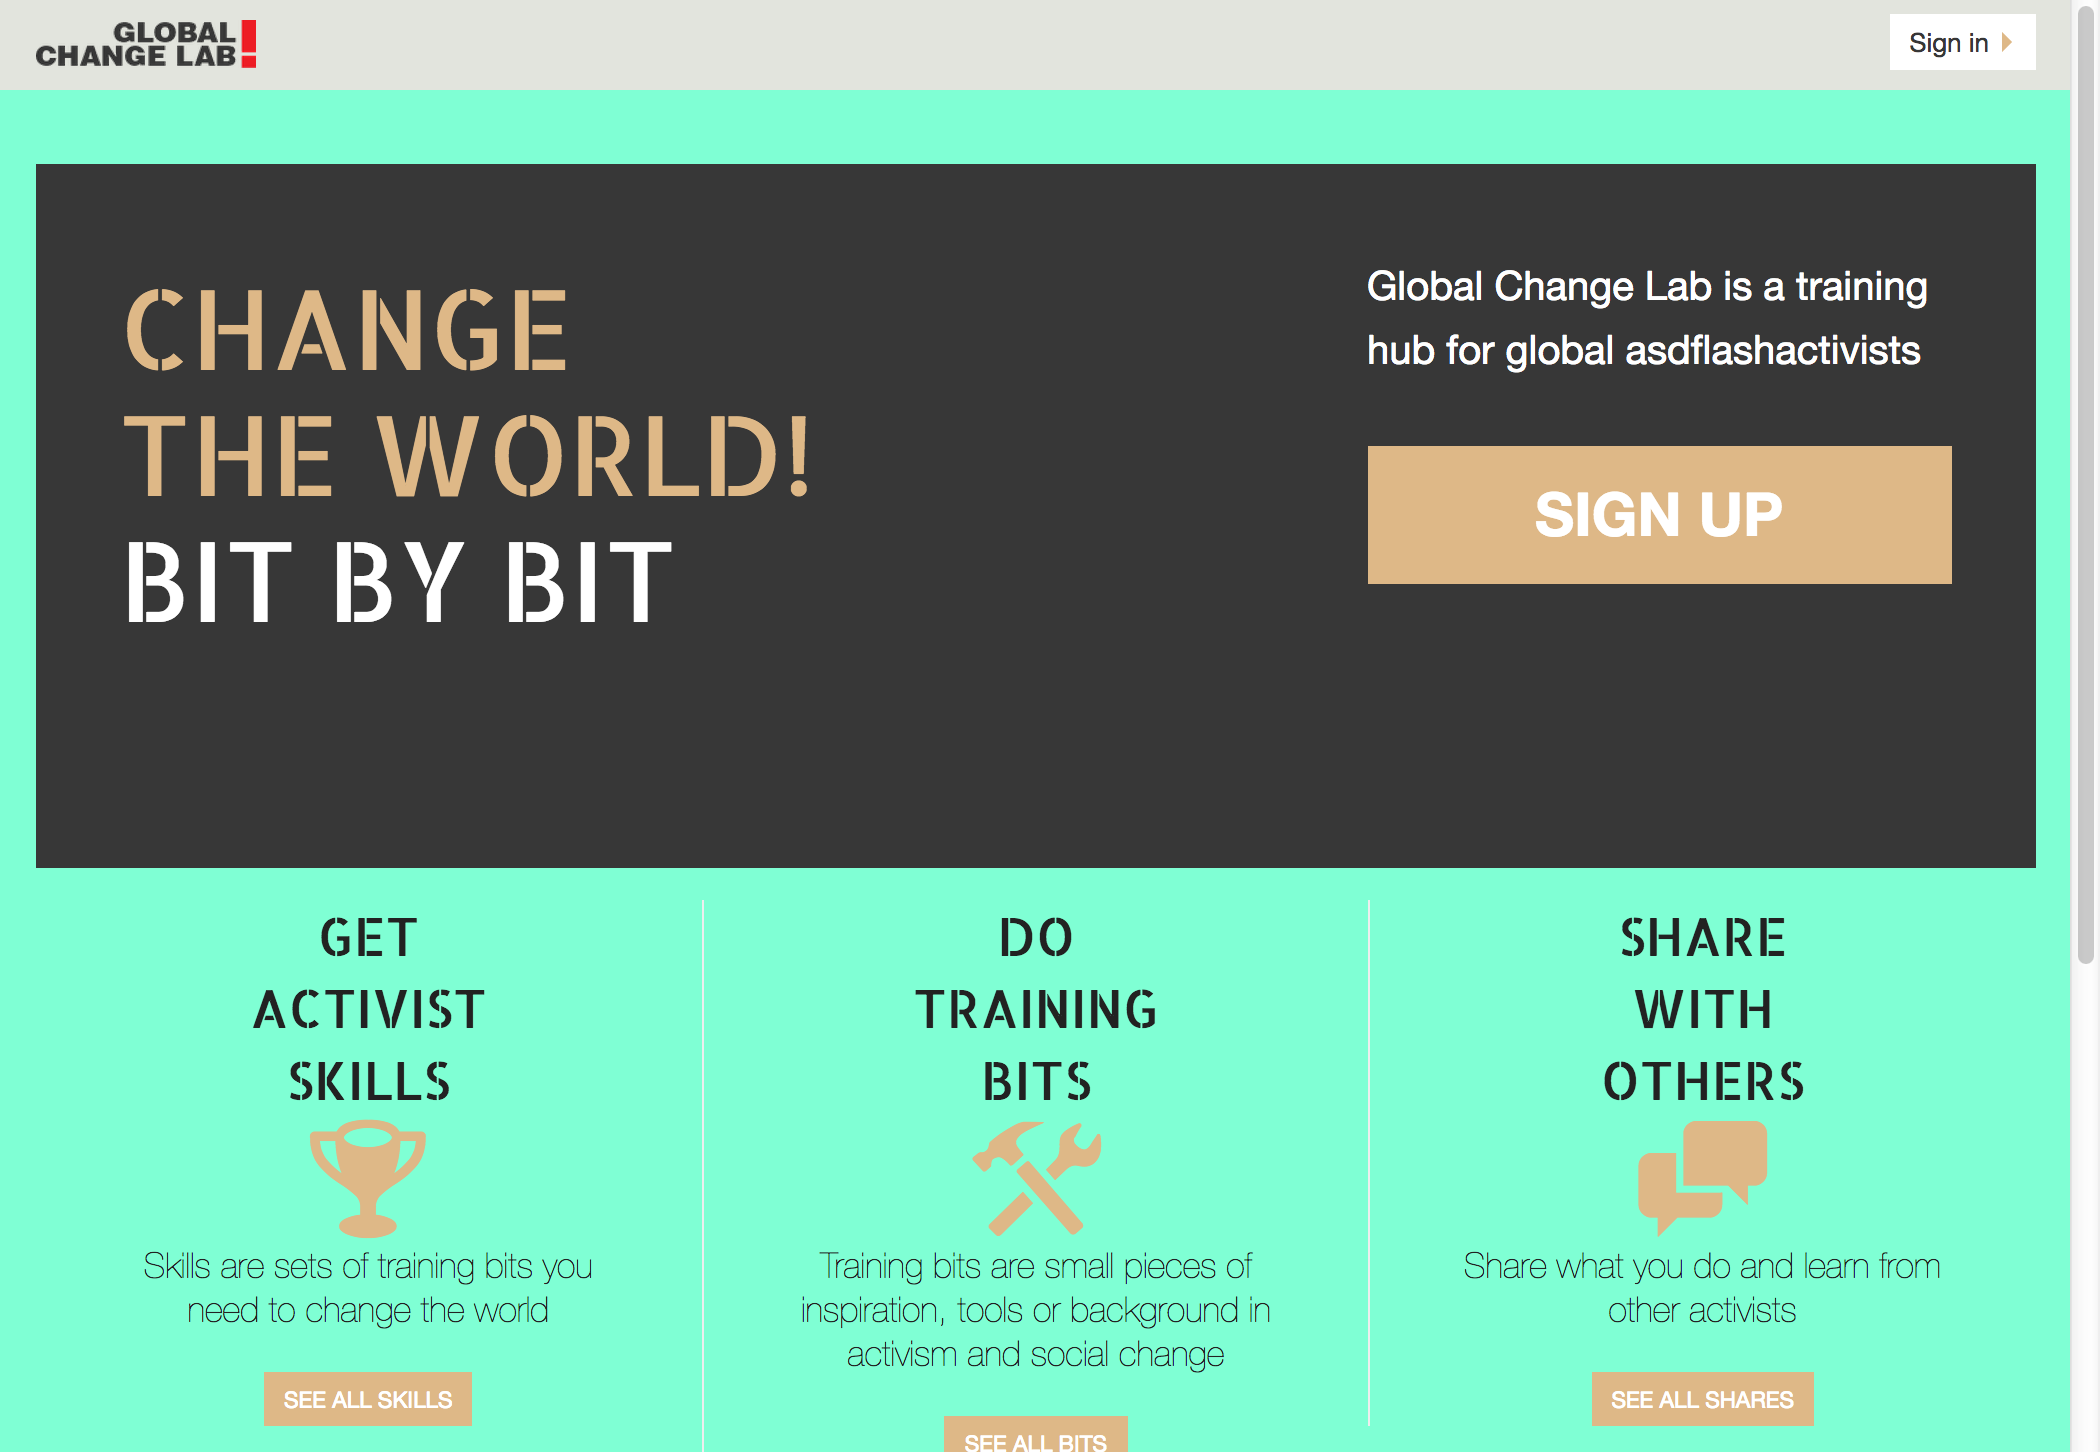 GLOBAL
CHANGE LAB!
Sign in
CHANGE
THE WORLD!
BIT BY BIT
Global Change Lab is a training
hub for global asdflashactivists
SIGN UP
GET
ACTIVIST
SKILLS
Skills are sets of training bits you
need to change the world
SEE ALL SKILLS
DO
TRAINING
BITS
Training bits are small pieces of
inspiration, tools or background in
activism and social change
SEE ALL BITS
SHARE
WITH
OTHERS
Share what you do and learn from
other activists
SEE ALL SHARES